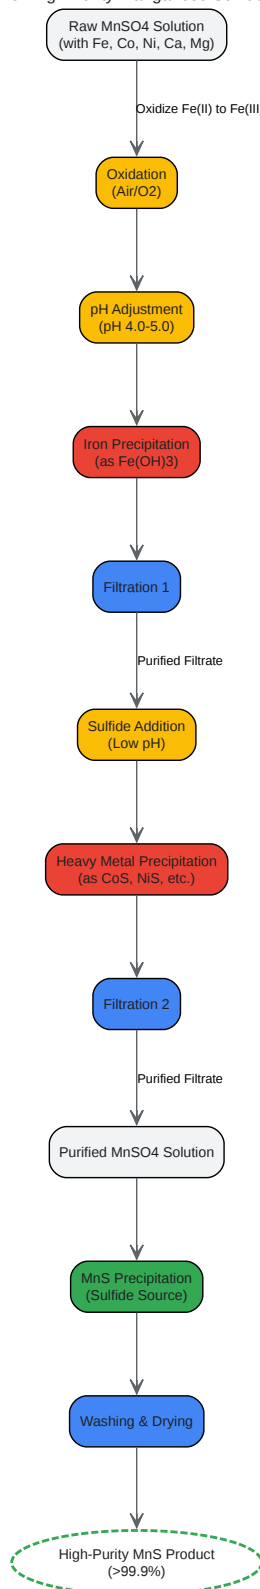 Raw MnSO4 Solution
(with Fe, Co, Ni, Ca, Mg)
Oxidize Fe(II) to Fe(III
Oxidation
(Air/O2)
pH Adjustment
(pH 4.0-5.0)
Iron Precipitation
(as Fe(OH)3)
Filtration 1
Purified Filtrate
Sulfide Addition
(Low pH)
Heavy Metal Precipitation
(as CoS, NiS, etc.)
Filtration 2
Purified Filtrate
Purified MnSO4 Solution
MnS Precipitation
(Sulfide Source)
Washing & Drying
High-Purity MnS Product
(>99.9%)